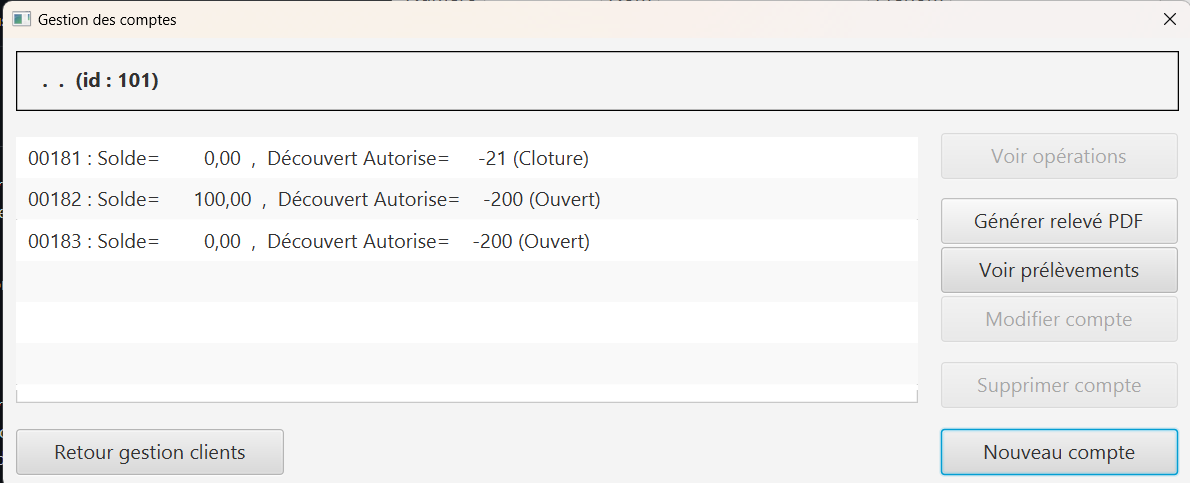 Gestion des comptes
. . (id : 101)
00181 : Solde= 0,00 , Découvert Autorise= -21 (Cloture)
00182 : Solde= 100,00 , Découvert Autorise= -200 (Ouvert)
00183 : Solde= 0,00 , Découvert Autorise= -200 (Ouvert)
Voir opérations
Générer relevé PDF
Voir prélèvements
Modifier compte
Supprimer compte
Retour gestion clients
Nouveau compte